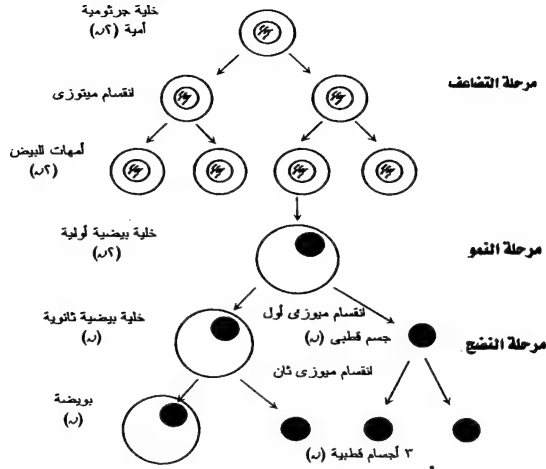 خلية جرثومية
أمية (٢ن)
انقسام ميتوزى
مرحلة التضاعف
أمهات للبيض
(٢ن)
خلية بيضية أولية
(٢ن)
مرحلة النمو
انقسام ميوزى أول
خلية بيضية ثانوية
(ن)
جسم قطبى (ن)
مرحلة النضج
انقسام ميوزى ثان
بويضة
(ن)
٣ أجسام قطبية (ن)